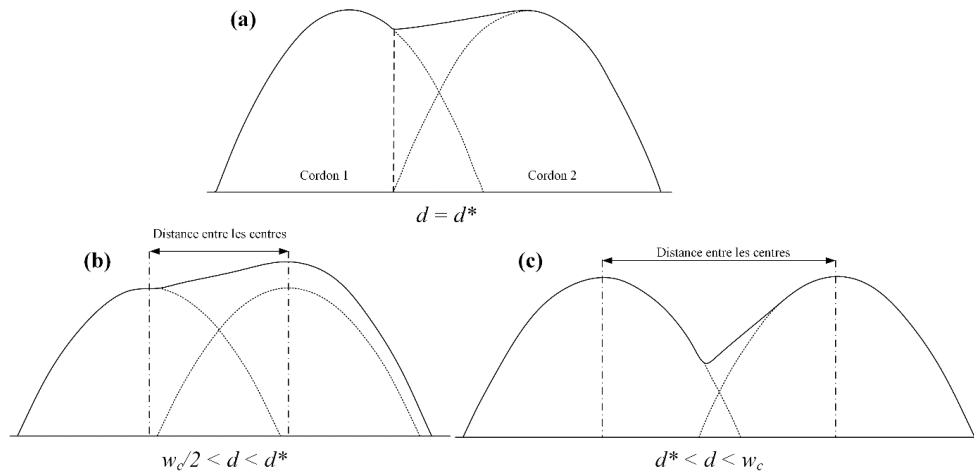 (a)
Cordon 1
Cordon 2
d = d*
Distance entre les centres
(b)
w_c/2 < d < d*
Distance entre les centres
(c)
d* < d < w_c